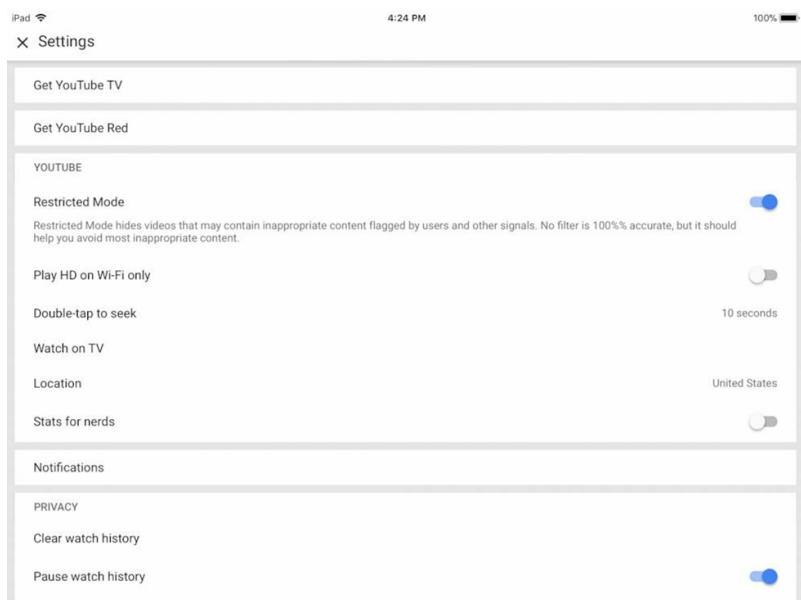 iPad 4:24 PM 100%
× Settings
Get YouTube TV
Get YouTube Red
YOUTUBE
Restricted Mode
Restricted Mode hides videos that may contain inappropriate content flagged by users and other signals. No filter is 100%% accurate, but it should
help you avoid most inappropriate content.
Play HD on Wi-Fi only
Double-tap to seek 10 seconds
Watch on TV
Location United States
Stats for nerds
Notifications
PRIVACY
Clear watch history
Pause watch history